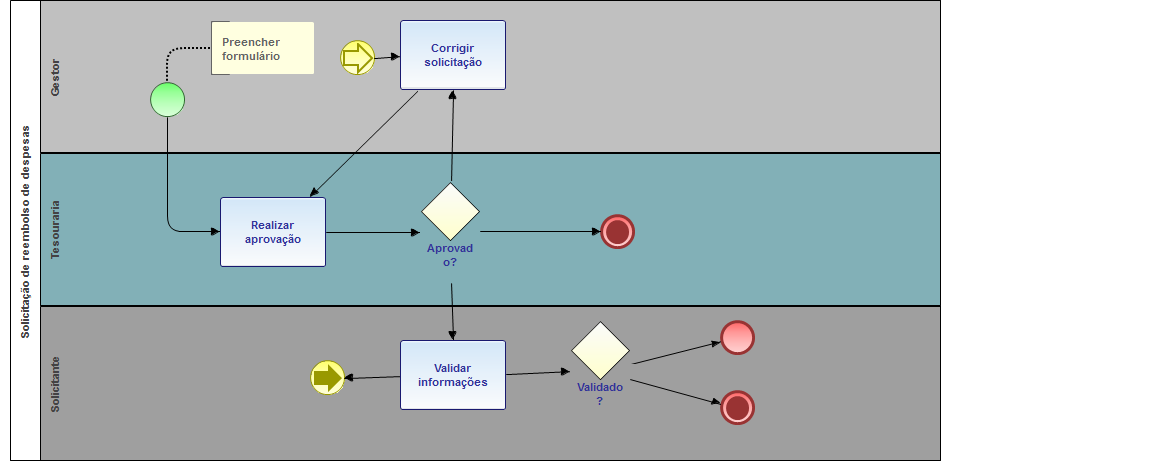 Solicitação de reembolso de despesas
Gestor
Preencher
formulário
Corrigir
solicitação
Tesouraria
Realizar
aprovação
Aprovad
o?
Solicitante
Validar
informações
Validado
?